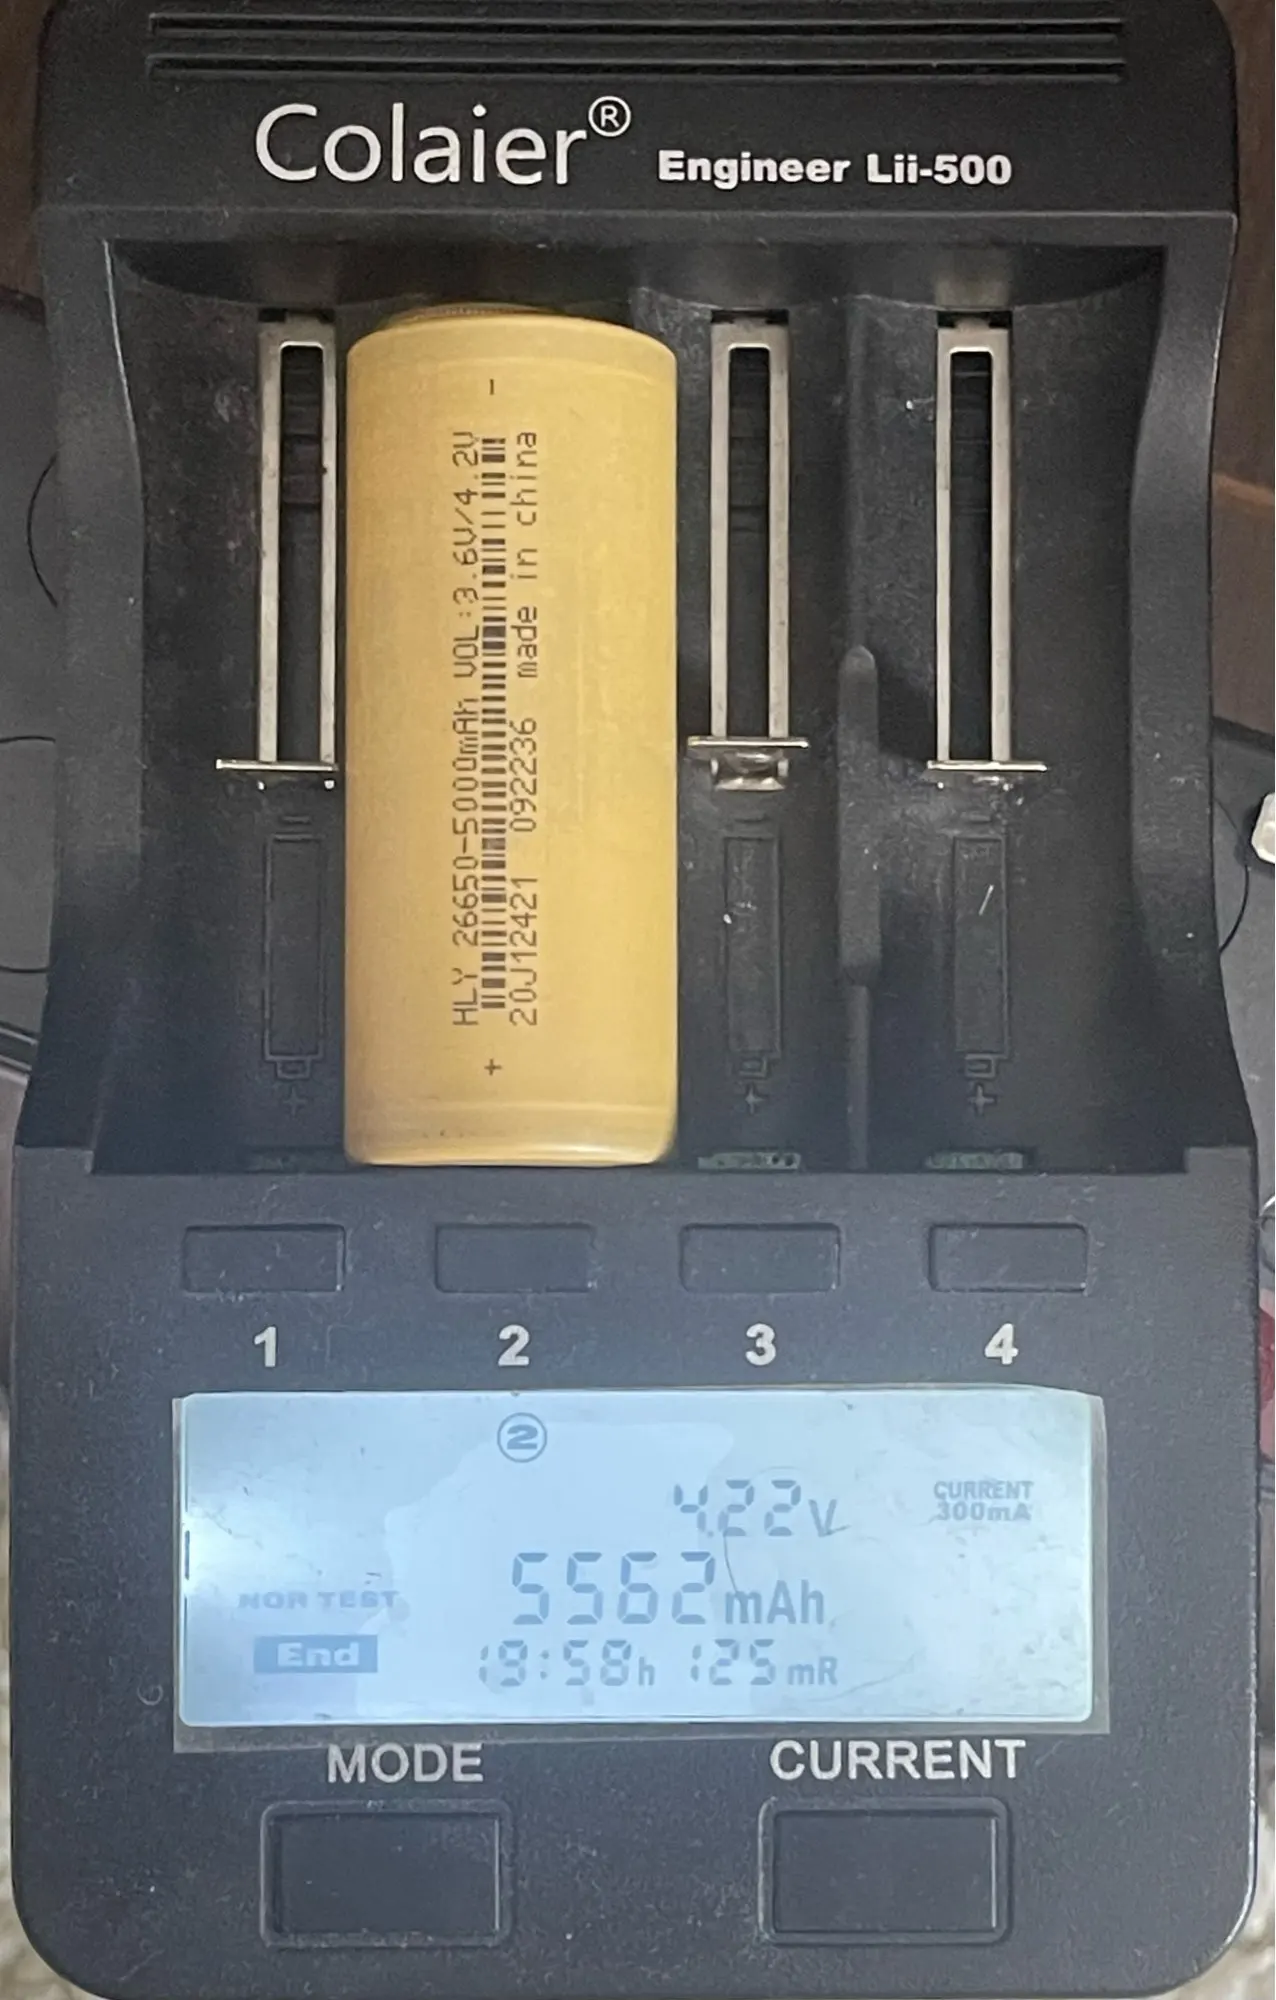 Colaier® Engineer Lii-500
−
HLY 26650-5000mAh VOL:3.6V/4.2V
20J12421 092236 made in china
+
+
+
+
1 2 3 4
②
4.22V
CURRENT
300mA
5562mAh
NOR TEST
End
19:58h 125mR
MODE CURRENT